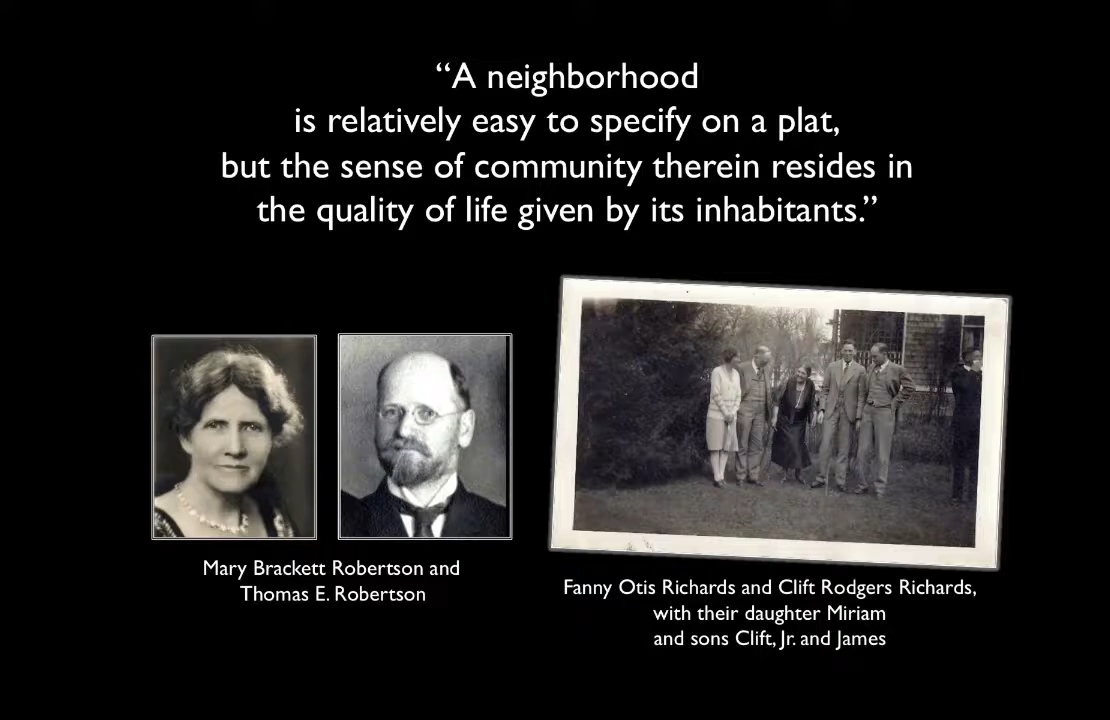 “A neighborhood
is relatively easy to specify on a plat,
but the sense of community therein resides in
the quality of life given by its inhabitants.”
Mary Brackett Robertson and
Thomas E. Robertson
Fanny Otis Richards and Clift Rodgers Richards,
with their daughter Miriam
and sons Clift, Jr. and James